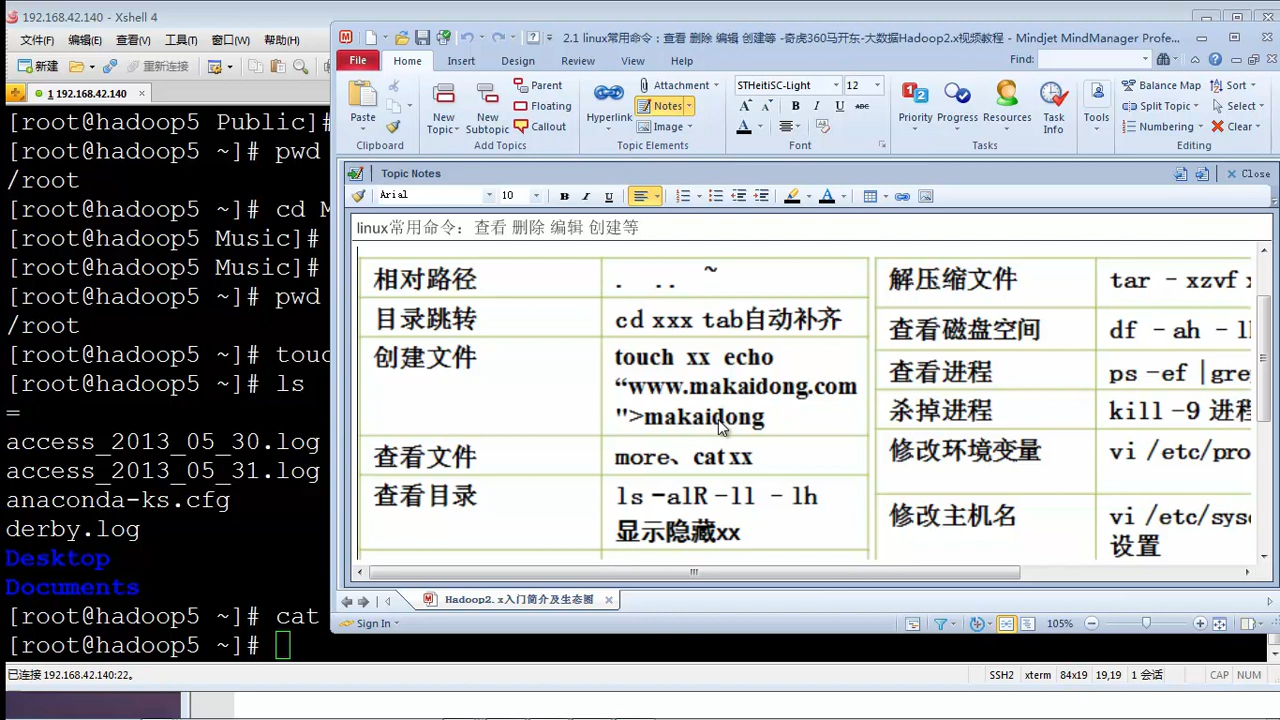 192.168.42.140 - Xshell 4
文件(F) 编辑(E) 查看(V) 工具(T) 窗口(W) 帮助(H)
新建 重新连接
1 192.168.42.140
[root@hadoop5 Public]#
[root@hadoop5 ~]# pwd
/root
[root@hadoop5 ~]# cd M
[root@hadoop5 Music]#
[root@hadoop5 Music]#
[root@hadoop5 ~]# pwd
/root
[root@hadoop5 ~]# touc
[root@hadoop5 ~]# ls
=
access_2013_05_30.log
access_2013_05_31.log
anaconda-ks.cfg
derby.log
Desktop
Documents
[root@hadoop5 ~]# cat
[root@hadoop5 ~]#
已连接 192.168.42.140:22。
SSH2 xterm 84x19 19,19 1 会话 CAP NUM
2.1 linux常用命令：查看 删除 编辑 创建等 -奇虎360马开东-大数据Hadoop2.x视频教程 - Mindjet MindManager Profe...
File Home Insert Design Review View Help Find:
Paste
Clipboard
New Topic
New Subtopic
Parent
Floating
Callout
Add Topics
Hyperlink
Attachment
Notes
Image
Topic Elements
STHeitiSC-Light 12
B I U abc
Font
Priority Progress Resources Task Info
Tasks
Tools
Balance Map Sort
Split Topic Select
Numbering Clear
Editing
Topic Notes Close
Arial 10 B I U
linux常用命令：查看 删除 编辑 创建等
相对路径 . .. ~
目录跳转 cd xxx tab自动补齐
创建文件 touch xx echo
“www.makaidong.com
">makaidong
查看文件 more、cat xx
查看目录 ls -alR -ll -lh
显示隐藏xx
解压缩文件 tar -xzvf x
查看磁盘空间 df -ah -l
查看进程 ps -ef |gre
杀掉进程 kill -9 进程
修改环境变量 vi /etc/pro
修改主机名 vi /etc/sys
设置
Hadoop2. x入门简介及生态圈
Sign In 105%